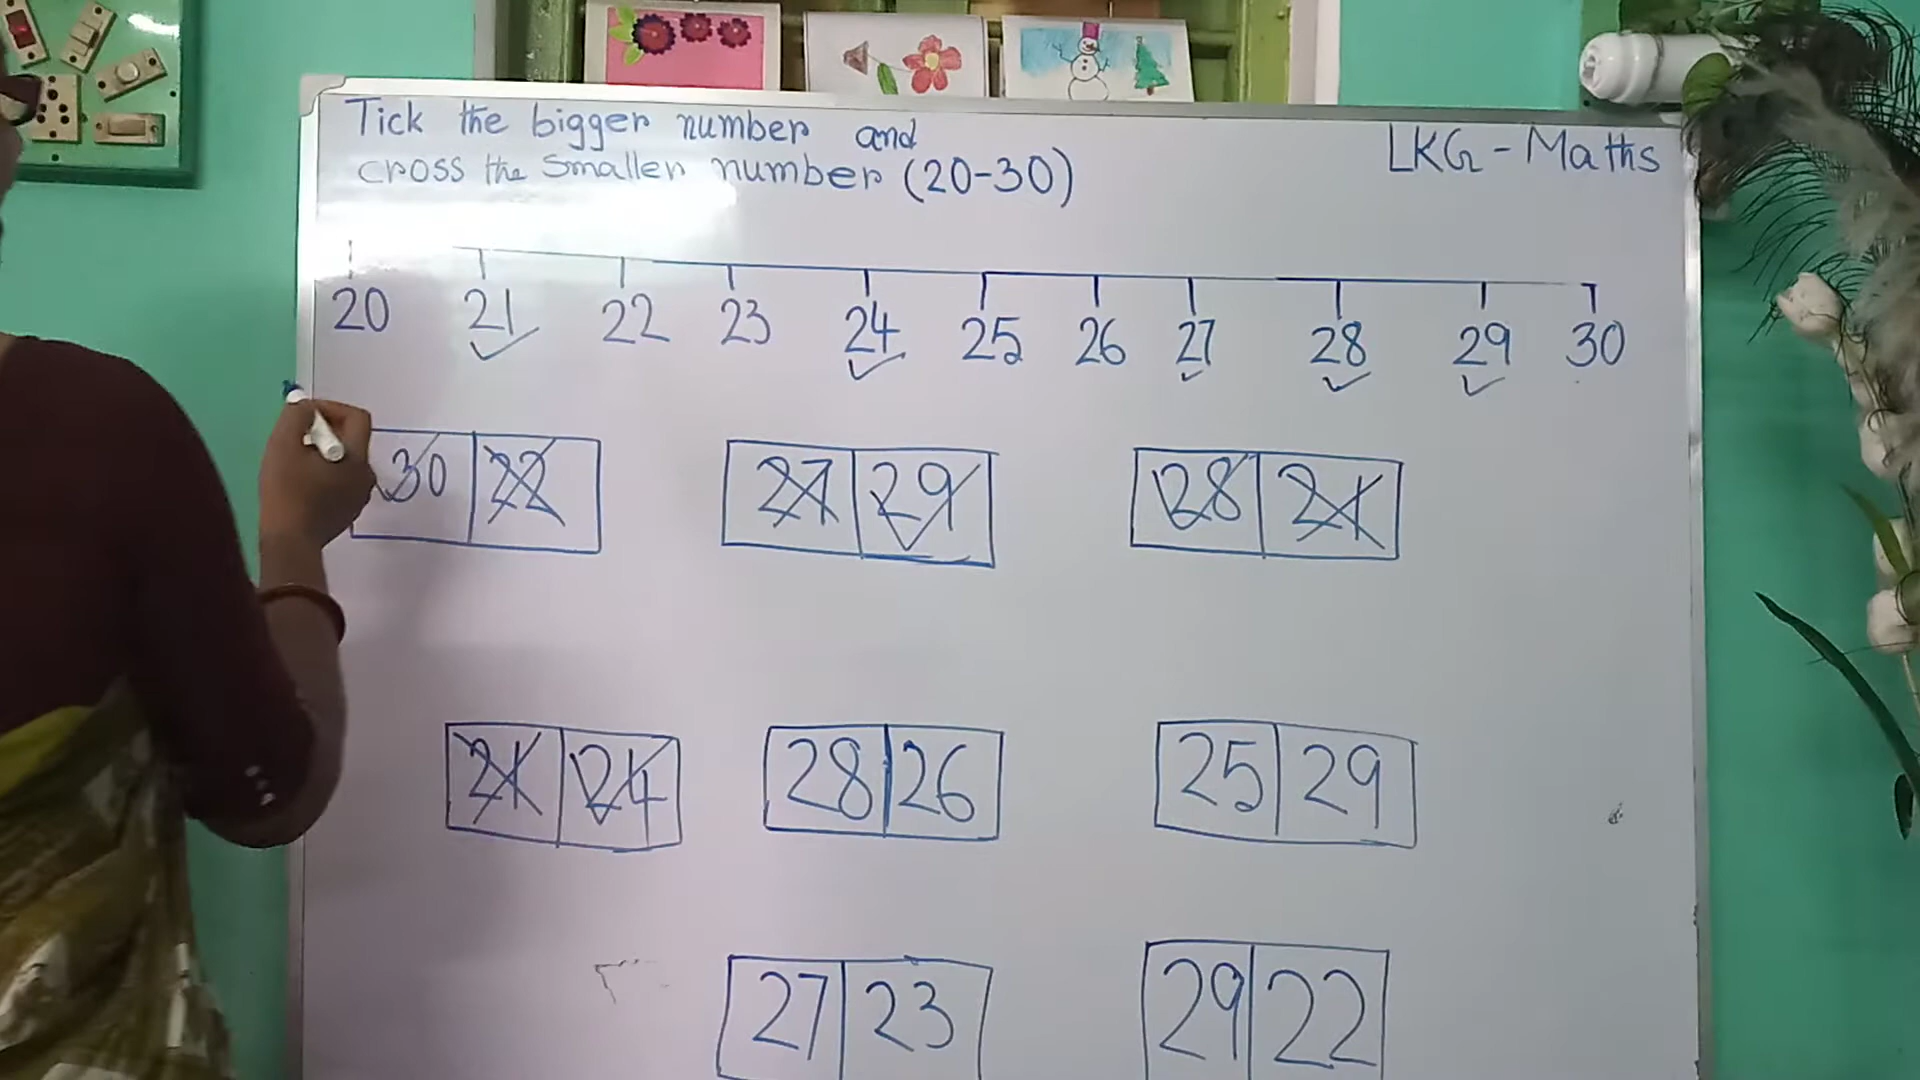 Tick the bigger number and
cross the smaller number (20-30)
LKG - Maths
20 21 22 23 24 25 26 27 28 29 30
30 22 27 29 28 21
21 24 28 26 25 29
27 23 29 22